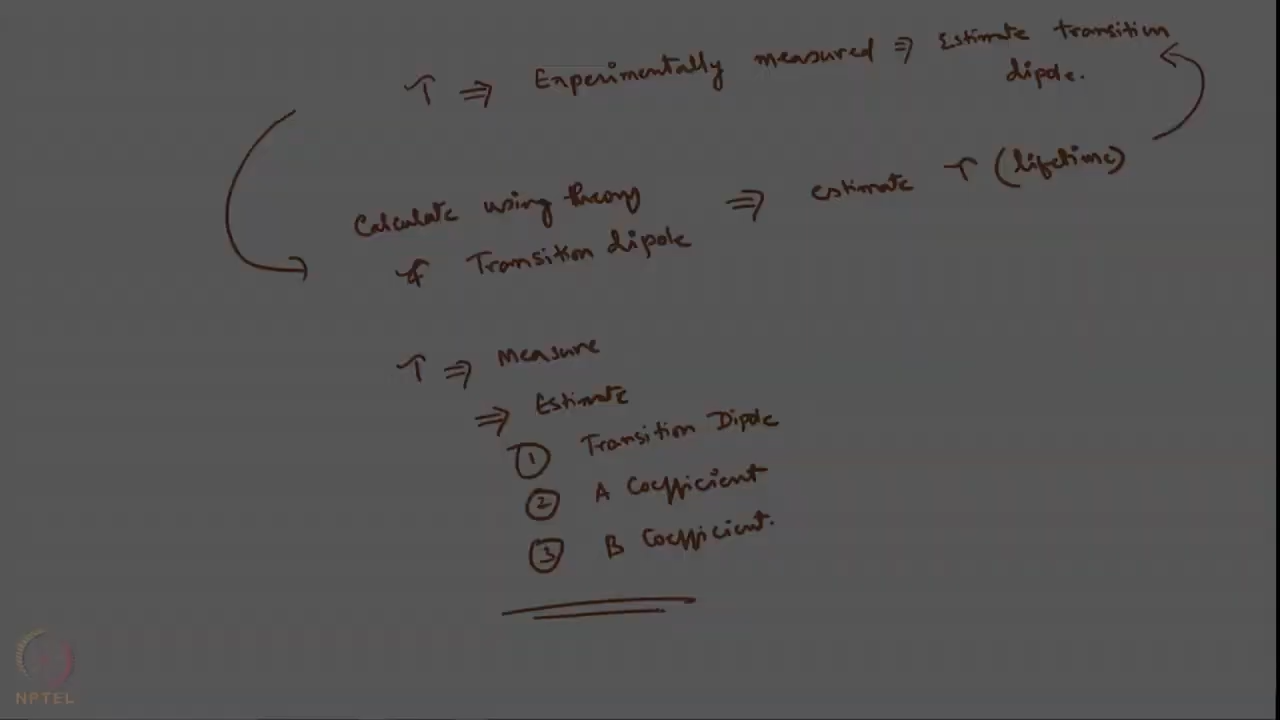 τ ⇒ Experimentally measured ⇒ Estimate transition
dipole.
Calculate using theory ⇒ estimate τ (lifetime)
Transition dipole
τ ⇒ Measure
⇒ Estimate
① Transition Dipole
② A Coefficient
③ B Coefficient.
NPTEL